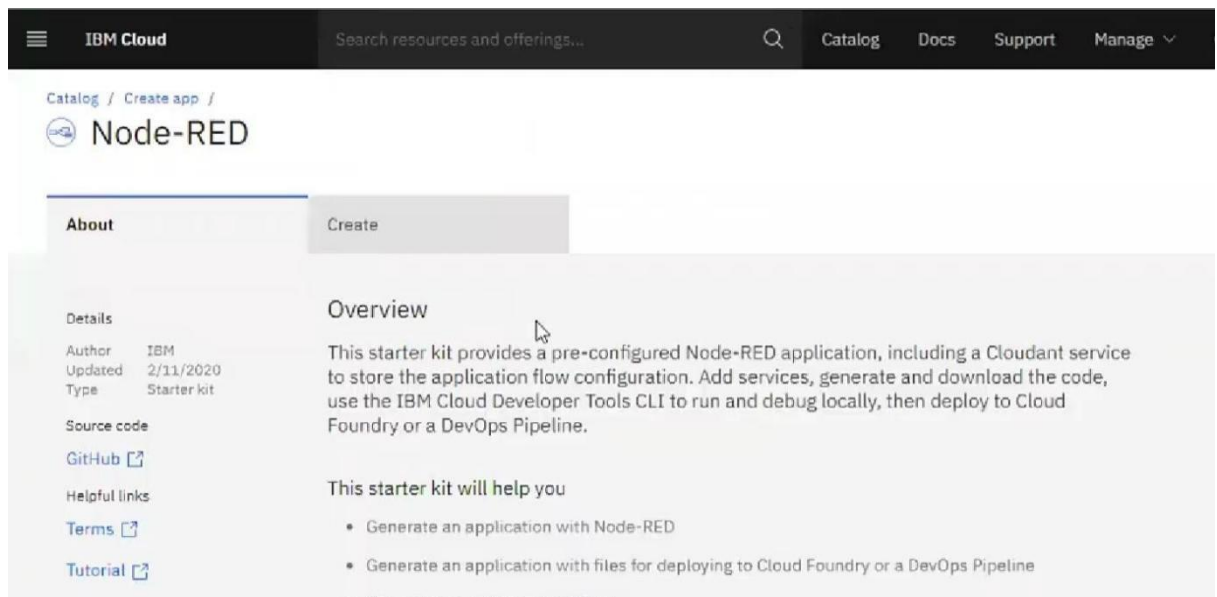 IBM Cloud Search resources and offerings... Catalog Docs Support Manage
Catalog / Create app /
Node-RED
About Create
Details
Author IBM
Updated 2/11/2020
Type Starter kit
Source code
GitHub
Helpful links
Terms
Tutorial
Overview
This starter kit provides a pre-configured Node-RED application, including a Cloudant service
to store the application flow configuration. Add services, generate and download the code,
use the IBM Cloud Developer Tools CLI to run and debug locally, then deploy to Cloud
Foundry or a DevOps Pipeline.
This starter kit will help you
• Generate an application with Node-RED
• Generate an application with files for deploying to Cloud Foundry or a DevOps Pipeline